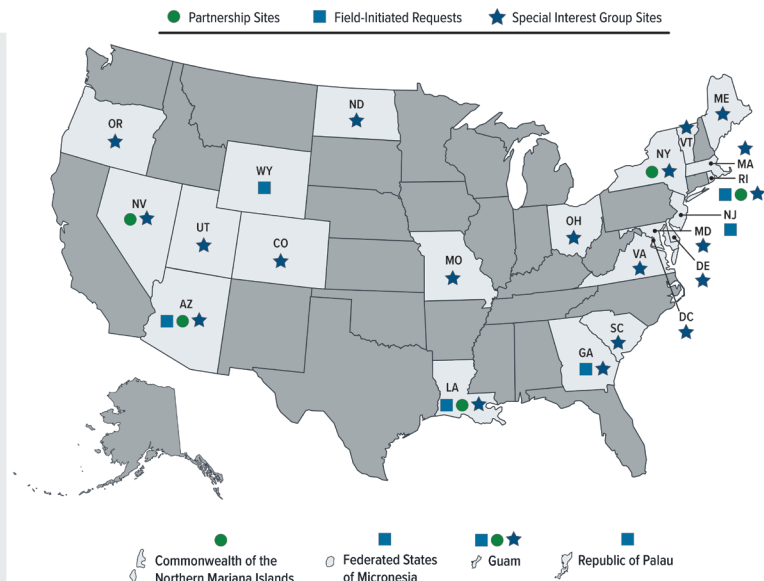 Partnership Sites Field-Initiated Requests Special Interest Group Sites
ME
ND
OR
VT
NY
MA
WY
RI
NV
NJ
OH
UT
MD
CO
VA
MO
DE
AZ
DC
SC
GA
LA
Commonwealth of the
Northern Mariana Islands
Federated States
of Micronesia
Guam
Republic of Palau